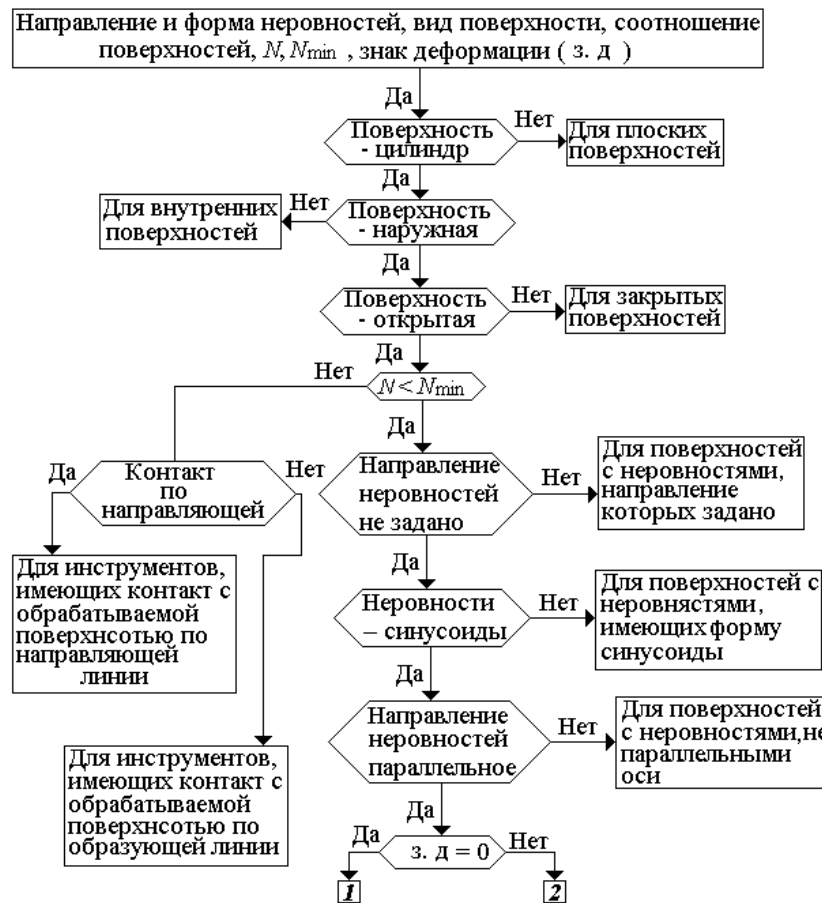 Направление и форма неровностей, вид поверхности, соотношение
поверхностей, N, Nmin , знак деформации ( з. д )
Да
Поверхность
- цилиндр
Нет
Для плоских
поверхностей
Да
Для внутренних
поверхностей
Нет
Поверхность
- наружная
Да
Поверхность
- открытая
Нет
Для закрытых
поверхностей
Да
Нет
N < Nmin
Да
Да
Контакт
по
направляющей
Нет
Направление
неровностей
не задано
Нет
Для поверхностей
с неровностями,
направление
которых задано
Да
Для инструментов,
имеющих контакт с
обрабатываемой
поверхнсотью по
направляющей
линии
Неровности
– синусоиды
Нет
Для поверхностей с
неровнястями,
имеющих форму
синусоиды
Да
Направление
неровностей
параллельное
Нет
Для поверхностей
с неровностями,не
параллельными
оси
Для инструментов,
имеющих контакт с
обрабатываемой
поверхнсотью по
образующей линии
Да
Да
з. д = 0
Нет
1
2